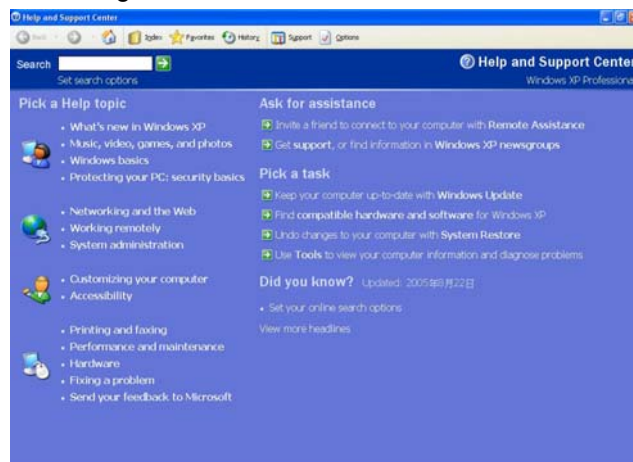 Help and Support Center
Back Index Favorites History Support Options
Search
Set search options
Help and Support Center
Windows XP Professional
Pick a Help topic
• What's new in Windows XP
• Music, video, games, and photos
• Windows basics
• Protecting your PC: security basics
• Networking and the Web
• Working remotely
• System administration
• Customizing your computer
• Accessibility
• Printing and faxing
• Performance and maintenance
• Hardware
• Fixing a problem
• Send your feedback to Microsoft
Ask for assistance
Invite a friend to connect to your computer with Remote Assistance
Get support, or find information in Windows XP newsgroups
Pick a task
Keep your computer up-to-date with Windows Update
Find compatible hardware and software for Windows XP
Undo changes to your computer with System Restore
Use Tools to view your computer information and diagnose problems
Did you know? Updated: 2005年8月22日
• Set your online search options
View more headlines